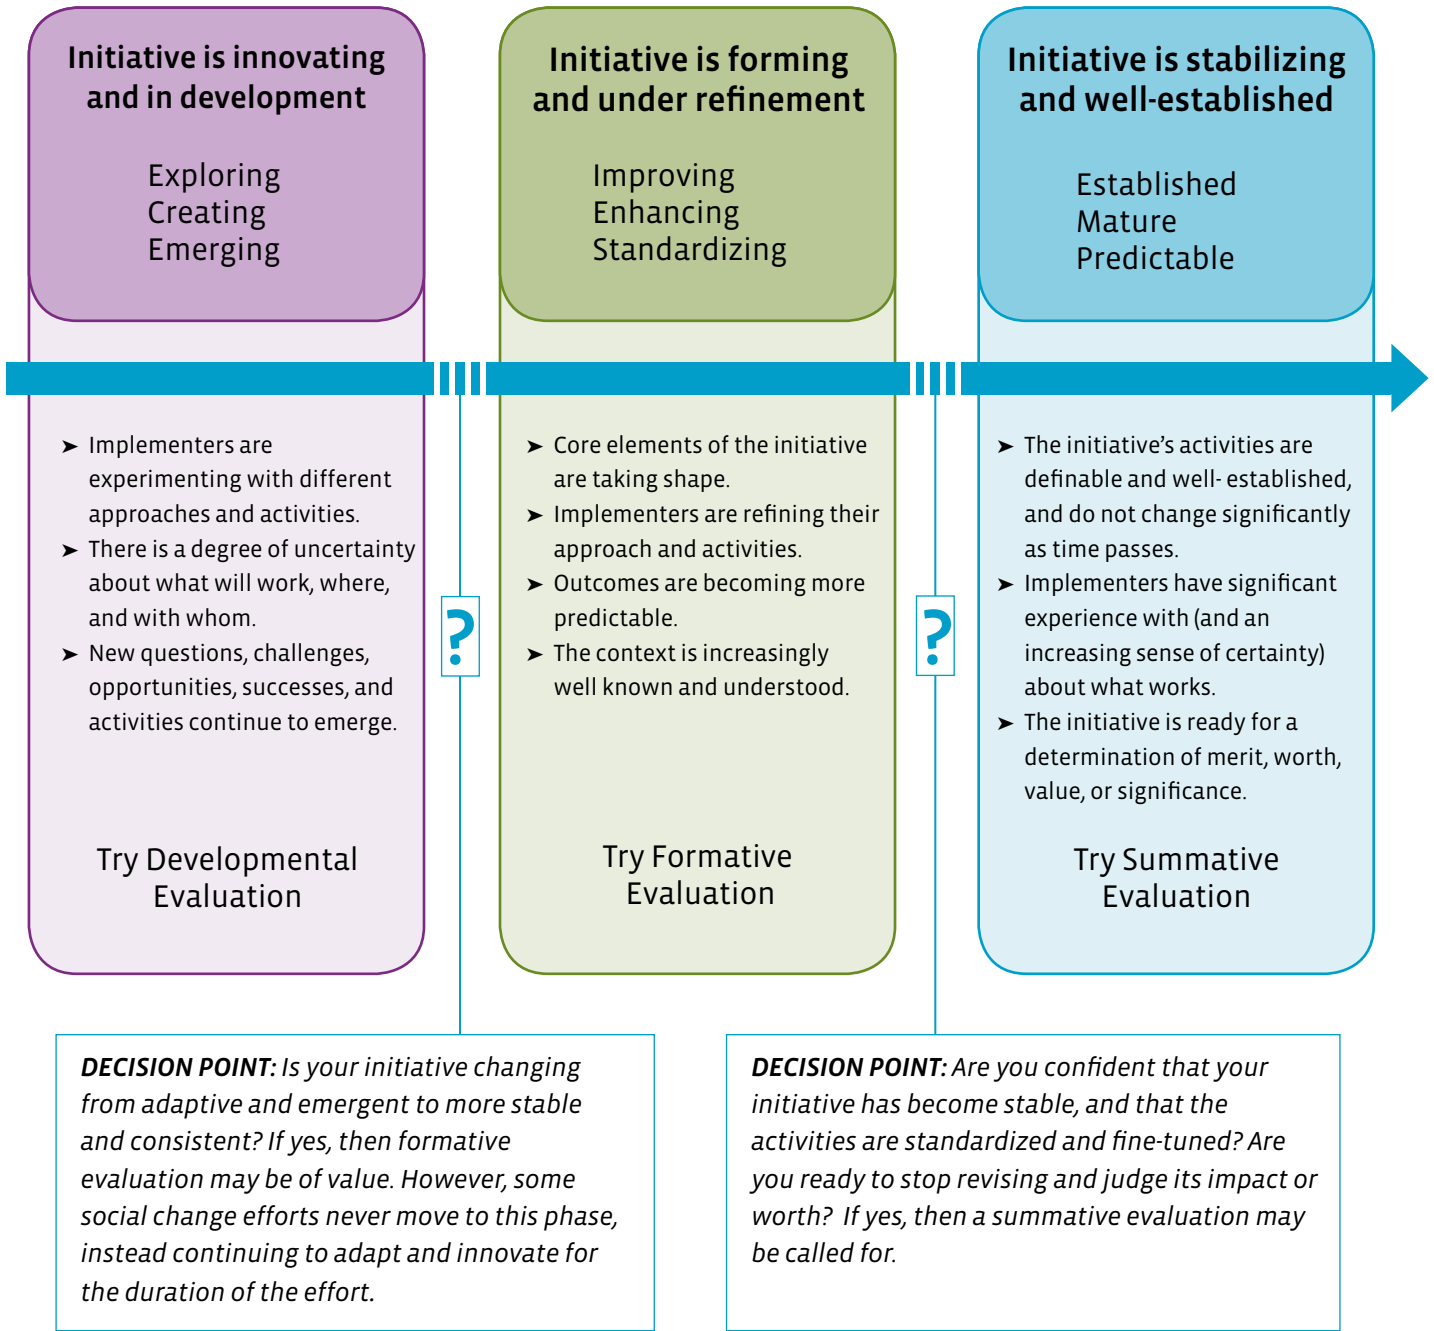 Initiative is innovating
and in development
Exploring
Creating
Emerging
➤ Implementers are
experimenting with different
approaches and activities.
➤ There is a degree of uncertainty
about what will work, where,
and with whom.
➤ New questions, challenges,
opportunities, successes, and
activities continue to emerge.
Try Developmental
Evaluation
Initiative is forming
and under refinement
Improving
Enhancing
Standardizing
➤ Core elements of the initiative
are taking shape.
➤ Implementers are refining their
approach and activities.
➤ Outcomes are becoming more
predictable.
➤ The context is increasingly
well known and understood.
Try Formative
Evaluation
Initiative is stabilizing
and well-established
Established
Mature
Predictable
➤ The initiative’s activities are
definable and well- established,
and do not change significantly
as time passes.
➤ Implementers have significant
experience with (and an
increasing sense of certainty)
about what works.
➤ The initiative is ready for a
determination of merit, worth,
value, or significance.
Try Summative
Evaluation
?
?
DECISION POINT: Is your initiative changing
from adaptive and emergent to more stable
and consistent? If yes, then formative
evaluation may be of value. However, some
social change efforts never move to this phase,
instead continuing to adapt and innovate for
the duration of the effort.
DECISION POINT: Are you confident that your
initiative has become stable, and that the
activities are standardized and fine-tuned? Are
you ready to stop revising and judge its impact or
worth? If yes, then a summative evaluation may
be called for.